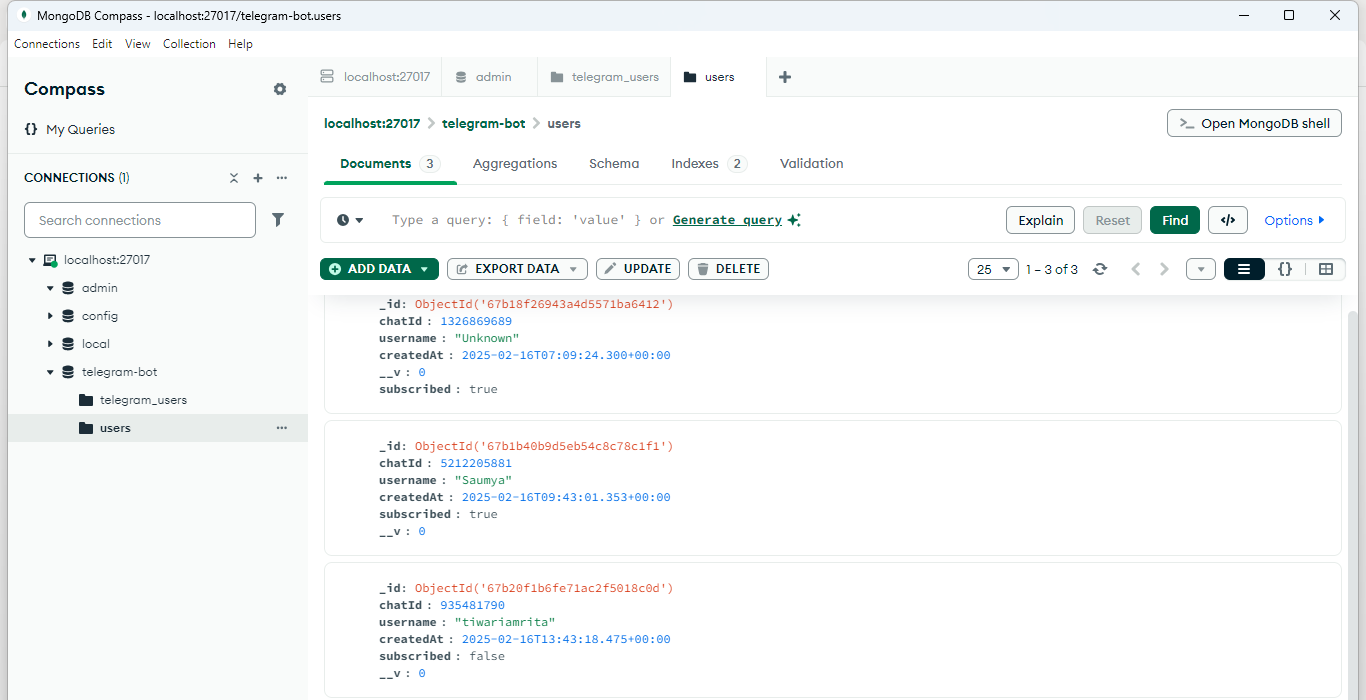 MongoDB Compass - localhost:27017/telegram-bot.users
Connections Edit View Collection Help
Compass
{} My Queries
CONNECTIONS (1)
Search connections
localhost:27017
admin
config
local
telegram-bot
telegram_users
users
localhost:27017 admin telegram_users users
localhost:27017 > telegram-bot > users
>_ Open MongoDB shell
Documents 3 Aggregations Schema Indexes 2 Validation
Type a query: { field: 'value' } or Generate query
Explain Reset Find </> Options
ADD DATA EXPORT DATA UPDATE DELETE
25 1 – 3 of 3 {}
_id: ObjectId('67b18f26943a4d5571ba6412')
chatId : 1326869689
username : "Unknown"
createdAt : 2025-02-16T07:09:24.300+00:00
__v : 0
subscribed : true
_id: ObjectId('67b1b40b9d5eb54c8c78c1f1')
chatId : 5212205881
username : "Saumya"
createdAt : 2025-02-16T09:43:01.353+00:00
subscribed : true
__v : 0
_id: ObjectId('67b20f1b6fe71ac2f5018c0d')
chatId : 935481790
username : "tiwariamrita"
createdAt : 2025-02-16T13:43:18.475+00:00
subscribed : false
__v : 0